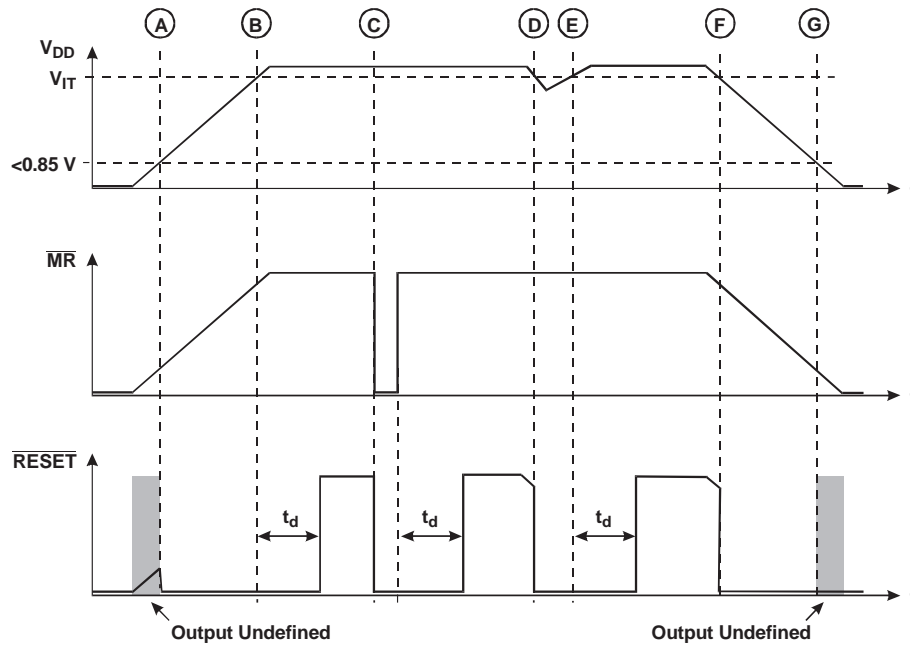 A B C D E F G
VDD
VIT
<0.85 V
MR
RESET
td td td
Output Undefined Output Undefined